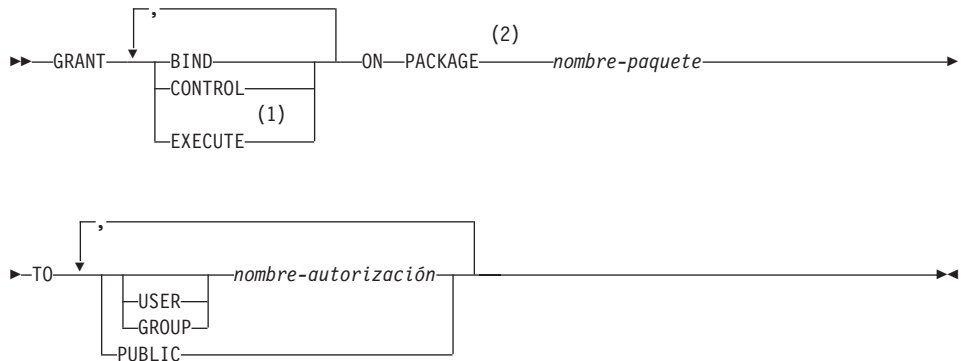 ,
(2)
GRANT BIND ON PACKAGE nombre-paquete
CONTROL
(1)
EXECUTE
,
TO nombre-autorización
USER
GROUP
PUBLIC